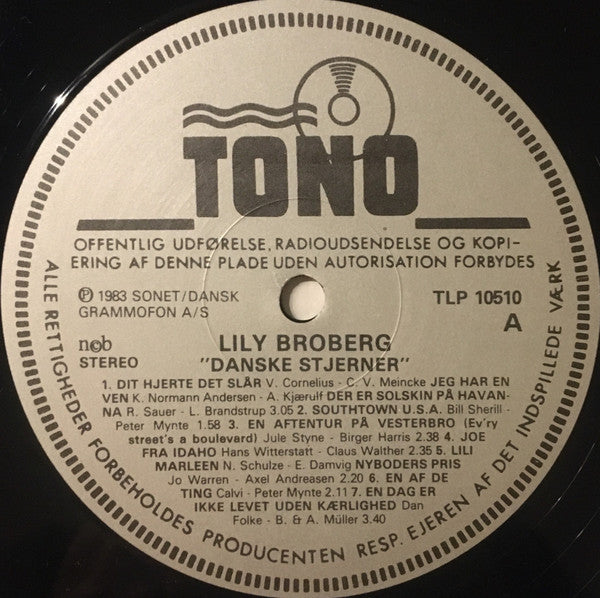 TONO
OFFENTLIG UDFØRELSE, RADIOUDSENDELSE OG KOPI-
ERING AF DENNE PLADE UDEN AUTORISATION FORBYDES
℗ 1983 SONET/DANSK
GRAMMOFON A/S
TLP 10510
A
n©b
STEREO
LILY BROBERG
"DANSKE STJERNER"
1. DIT HJERTE DET SLÅR V. Cornelius - C. V. Meincke JEG HAR EN
VEN K. Normann Andersen - A. Kjærulf DER ER SOLSKIN PÅ HAVAN-
NA R. Sauer - L. Brandstrup 3.05 2. SOUTHTOWN U.S.A. Bill Sherill -
Peter Mynte 1.58 3. EN AFTENTUR PÅ VESTERBRO (Ev'ry
street's a boulevard) Jule Styne - Birger Harris 2.38 4. JOE
FRA IDAHO Hans Witterstatt - Claus Walther 2.35 5. LILI
MARLEEN N. Schulze - E. Damvig NYBODERS PRIS
Jo Warren - Axel Andreasen 2.20 6. EN AF DE
TING Calvi - Peter Mynte 2.11 7. EN DAG ER
IKKE LEVET UDEN KÆRLIGHED Dan
Folke - B. & A. Müller 3.40
ALLE RETTIGHEDER FORBEHOLDES PRODUCENTEN RESP. EJEREN AF DET INDSPILLEDE VÆRK